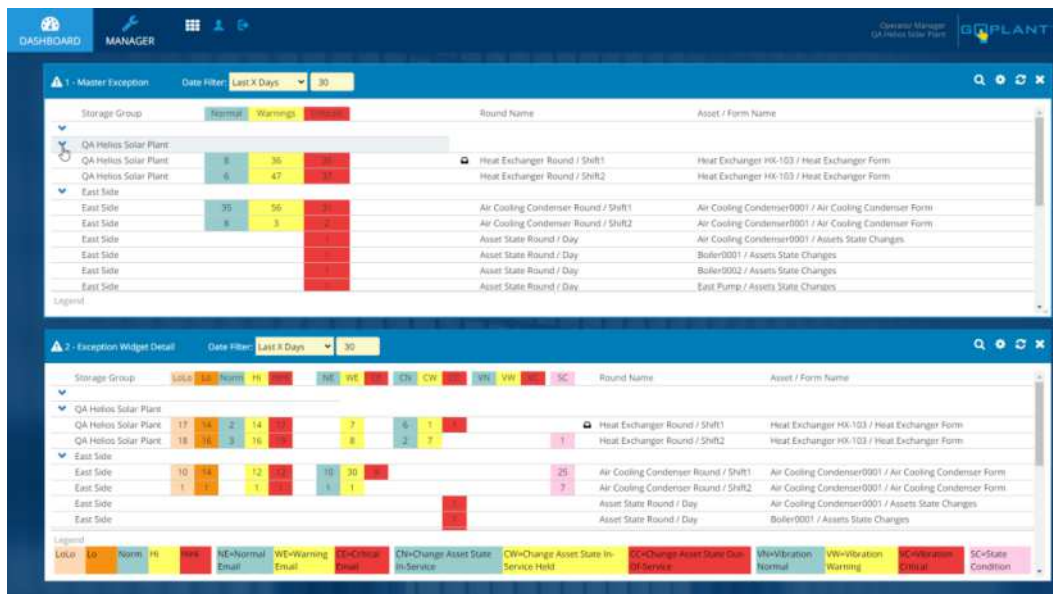 DASHBOARD MANAGER
Operator Manager
QA Helios Solar Plant
GOPLANT
1 - Master Exception Date Filter: Last X Days 30
Storage Group Normal Warnings Round Name Asset / Form Name
QA Helios Solar Plant
QA Helios Solar Plant 8 36 Heat Exchanger Round / Shift1 Heat Exchanger HX-103 / Heat Exchanger Form
QA Helios Solar Plant 6 47 37 Heat Exchanger Round / Shift2 Heat Exchanger HX-103 / Heat Exchanger Form
East Side
East Side 35 56 Air Cooling Condenser Round / Shift1 Air Cooling Condenser0001 / Air Cooling Condenser Form
East Side 8 3 2 Air Cooling Condenser Round / Shift2 Air Cooling Condenser0001 / Air Cooling Condenser Form
East Side Asset State Round / Day Air Cooling Condenser0001 / Assets State Changes
East Side Asset State Round / Day Boiler0001 / Assets State Changes
East Side Asset State Round / Day Boiler0002 / Assets State Changes
East Side Asset State Round / Day East Pump / Assets State Changes
Legend
2 - Exception Widget Detail Date Filter: Last X Days 30
Storage Group LoLo Lo Norm Hi HiHi NE WE CE CN CW CC VN VW VC SC Round Name Asset / Form Name
QA Helios Solar Plant
QA Helios Solar Plant 17 14 2 14 7 6 1 Heat Exchanger Round / Shift1 Heat Exchanger HX-103 / Heat Exchanger Form
QA Helios Solar Plant 18 16 3 16 19 8 2 7 1 Heat Exchanger Round / Shift2 Heat Exchanger HX-103 / Heat Exchanger Form
East Side
East Side 10 14 12 12 10 30 25 Air Cooling Condenser Round / Shift1 Air Cooling Condenser0001 / Air Cooling Condenser Form
East Side 1 1 1 1 1 7 Air Cooling Condenser Round / Shift2 Air Cooling Condenser0001 / Air Cooling Condenser Form
East Side Asset State Round / Day Air Cooling Condenser0001 / Assets State Changes
East Side Asset State Round / Day Boiler0001 / Assets State Changes
Legend
LoLo Lo Norm Hi HiHi NE=Normal WE=Warning CE=Critical CN=Change Asset State CW=Change Asset State In- CC=Change Asset State Out- VN=Vibration VW=Vibration VC=Vibration SC=State
Email Email Email In-Service Service Held Of-Service Normal Warning Critical Condition